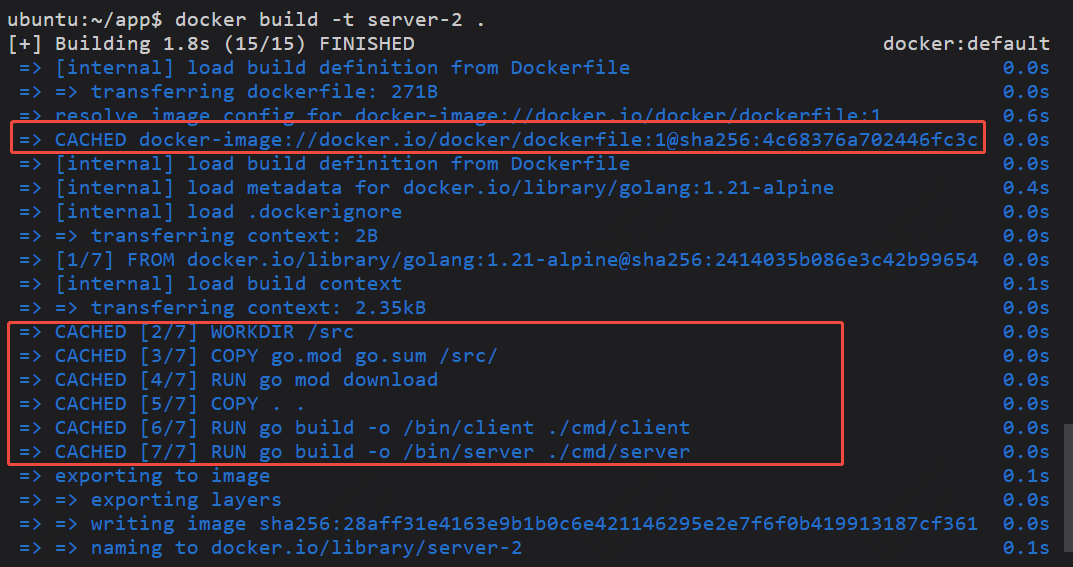 ubuntu:~/app$ docker build -t server-2 .
[+] Building 1.8s (15/15) FINISHED docker:default
=> [internal] load build definition from Dockerfile 0.0s
=> => transferring dockerfile: 271B 0.0s
=> resolve image config for docker-image://docker.io/docker/dockerfile:1 0.6s
=> CACHED docker-image://docker.io/docker/dockerfile:1@sha256:4c68376a702446fc3c 0.0s
=> [internal] load build definition from Dockerfile 0.0s
=> [internal] load metadata for docker.io/library/golang:1.21-alpine 0.4s
=> [internal] load .dockerignore 0.0s
=> => transferring context: 2B 0.0s
=> [1/7] FROM docker.io/library/golang:1.21-alpine@sha256:2414035b086e3c42b99654 0.0s
=> [internal] load build context 0.1s
=> => transferring context: 2.35kB 0.0s
=> CACHED [2/7] WORKDIR /src 0.0s
=> CACHED [3/7] COPY go.mod go.sum /src/ 0.0s
=> CACHED [4/7] RUN go mod download 0.0s
=> CACHED [5/7] COPY . . 0.0s
=> CACHED [6/7] RUN go build -o /bin/client ./cmd/client 0.0s
=> CACHED [7/7] RUN go build -o /bin/server ./cmd/server 0.0s
=> exporting to image 0.1s
=> => exporting layers 0.0s
=> => writing image sha256:28aff31e4163e9b1b0c6e421146295e2e7f6f0b419913187cf361 0.0s
=> => naming to docker.io/library/server-2 0.1s